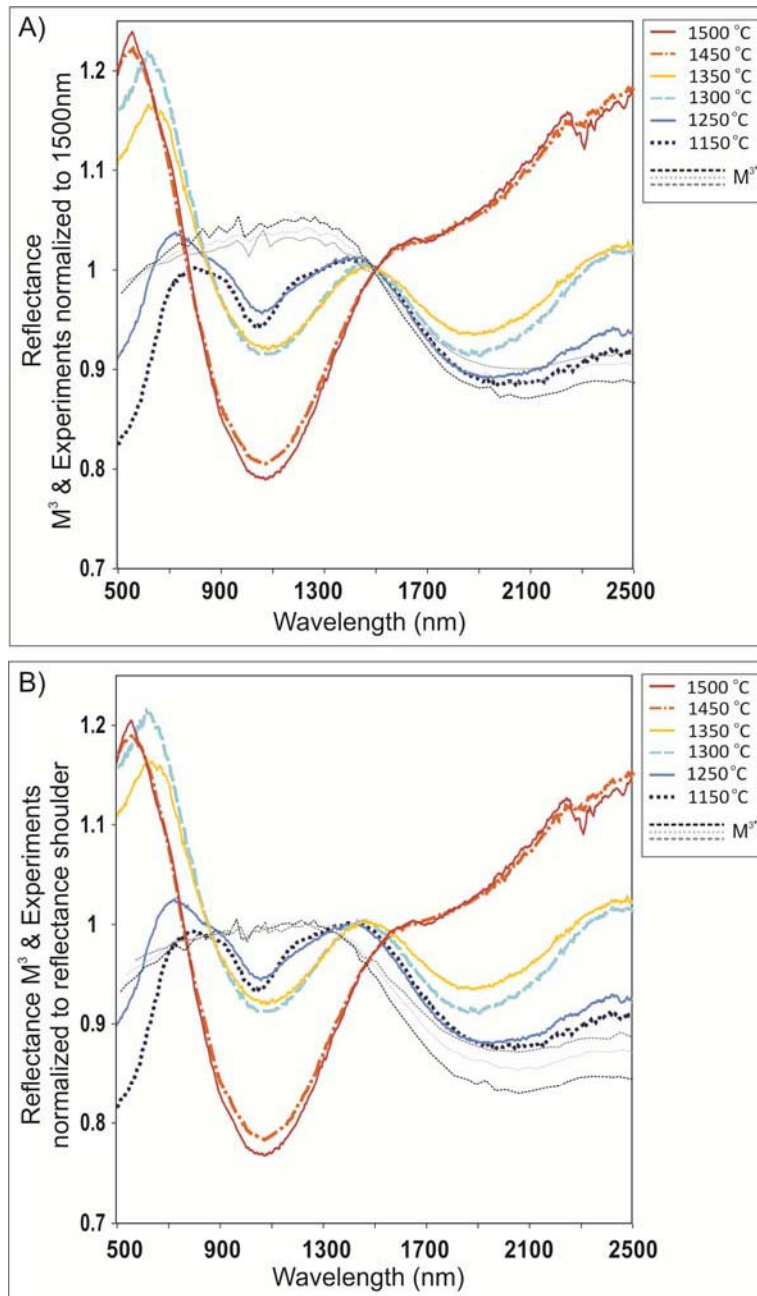 A)
1500 °C
1450 °C
1350 °C
1300 °C
1250 °C
1150 °C
M³*
Reflectance
M³ & Experiments normalized to 1500nm
1.2
1.1
1
0.9
0.8
0.7
500 900 1300 1700 2100 2500
Wavelength (nm)
B)
1500 °C
1450 °C
1350 °C
1300 °C
1250 °C
1150 °C
M³*
Reflectance M³ & Experiments
normalized to reflectance shoulder
1.2
1.1
1
0.9
0.8
0.7
500 900 1300 1700 2100 2500
Wavelength (nm)